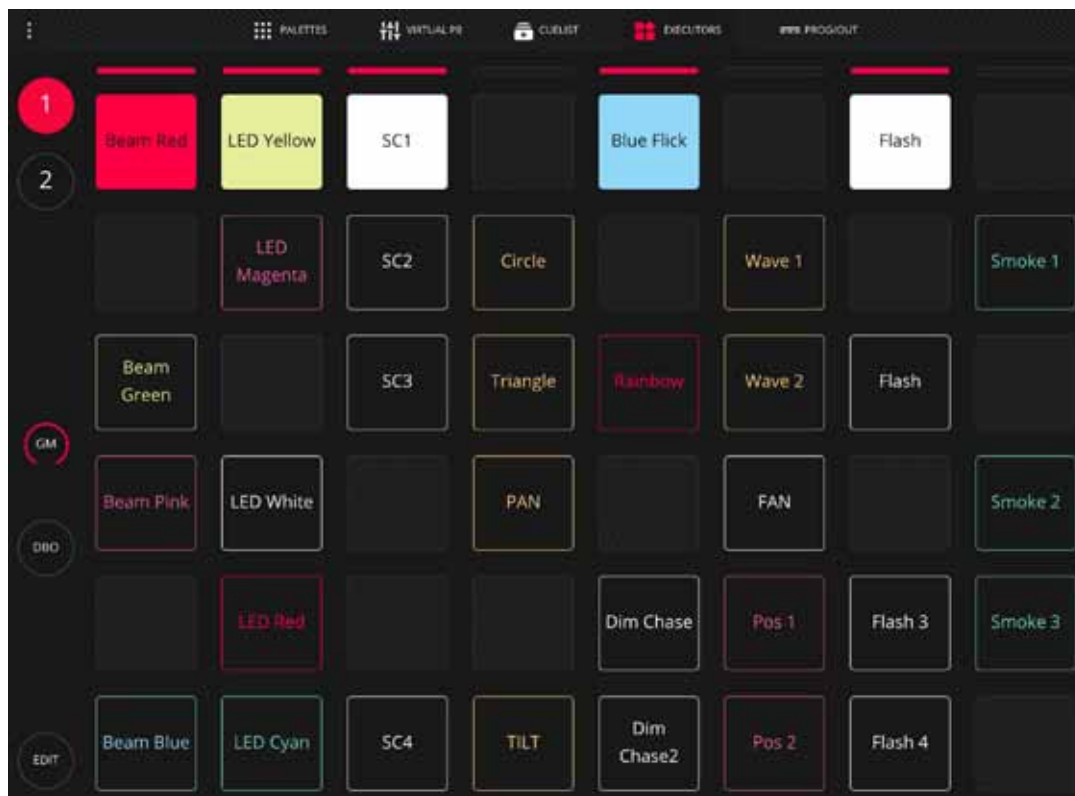 PALETTES
VIRTUAL PB
CUELIST
EXECUTORS
PROG/OUT
1
Beam Red
LED Yellow
SC1
Blue Flick
Flash
2
LED
Magenta
SC2
Circle
Wave 1
Smoke 1
Beam
Green
SC3
Triangle
Rainbow
Wave 2
Flash
GM
Beam Pink
LED White
PAN
FAN
Smoke 2
DBO
LED Red
Dim Chase
Pos 1
Flash 3
Smoke 3
Beam Blue
LED Cyan
SC4
TILT
Dim
Chase2
Pos 2
Flash 4
EDIT